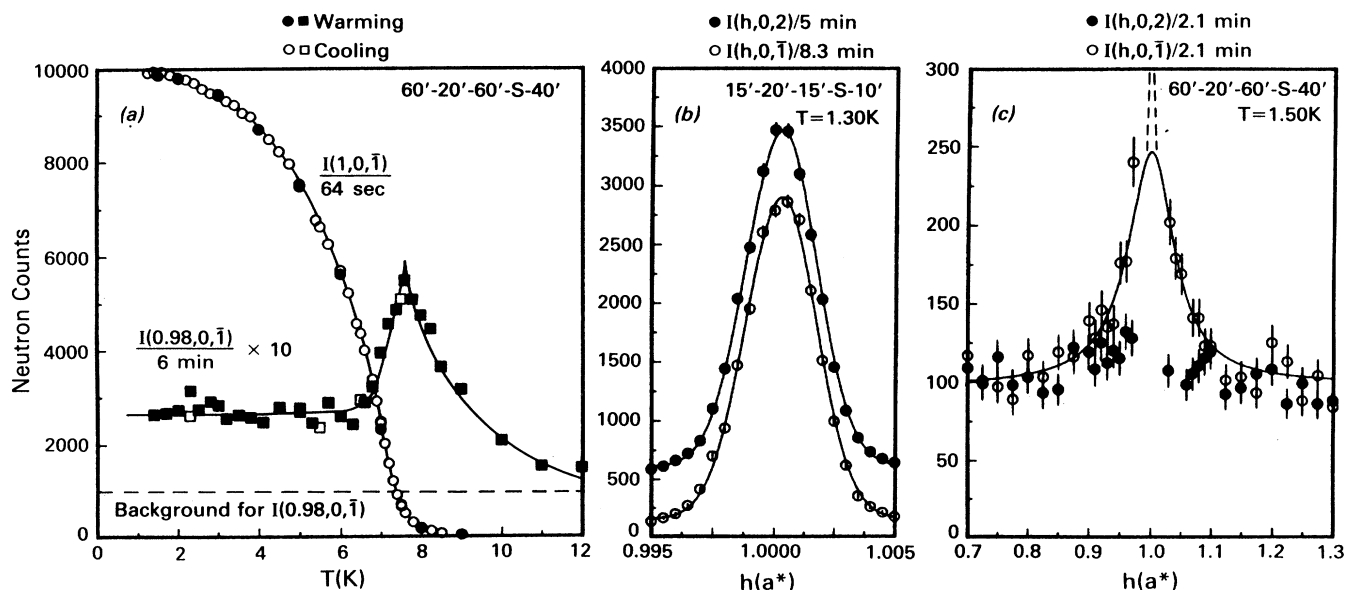 ●■ Warming
○□ Cooling
● I(h,0,2)/5 min
○ I(h,0,1̄)/8.3 min
● I(h,0,2)/2.1 min
○ I(h,0,1̄)/2.1 min
Neutron Counts
10000
8000
6000
4000
2000
0
(a)
60′-20′-60′-S-40′
I(1,0,1̄)
64 sec
I(0.98,0,1̄)
6 min
× 10
Background for I(0.98,0,1̄)
0 2 4 6 8 10 12
T(K)
4000
3500
3000
2500
2000
1500
1000
500
0
(b)
15′-20′-15′-S-10′
T=1.30K
0.995 1.0000 1.005
h(a*)
300
250
200
150
100
50
0
(c)
60′-20′-60′-S-40′
T=1.50K
0.7 0.9 1.0 1.1 1.3
h(a*)